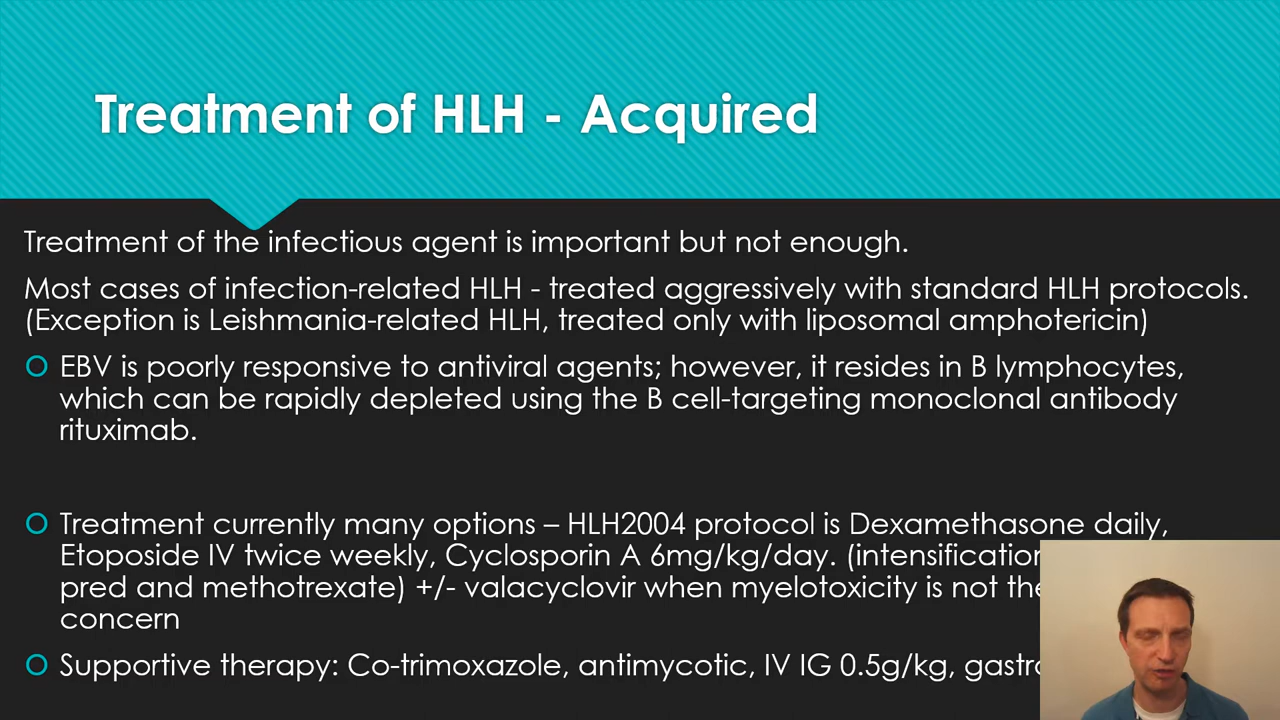 Treatment of HLH - Acquired
Treatment of the infectious agent is important but not enough.
Most cases of infection-related HLH - treated aggressively with standard HLH protocols.
(Exception is Leishmania-related HLH, treated only with liposomal amphotericin)
EBV is poorly responsive to antiviral agents; however, it resides in B lymphocytes,
which can be rapidly depleted using the B cell-targeting monoclonal antibody
rituximab.
Treatment currently many options – HLH2004 protocol is Dexamethasone daily,
Etoposide IV twice weekly, Cyclosporin A 6mg/kg/day. (intensification
pred and methotrexate) +/- valacyclovir when myelotoxicity is not the
concern
Supportive therapy: Co-trimoxazole, antimycotic, IV IG 0.5g/kg,